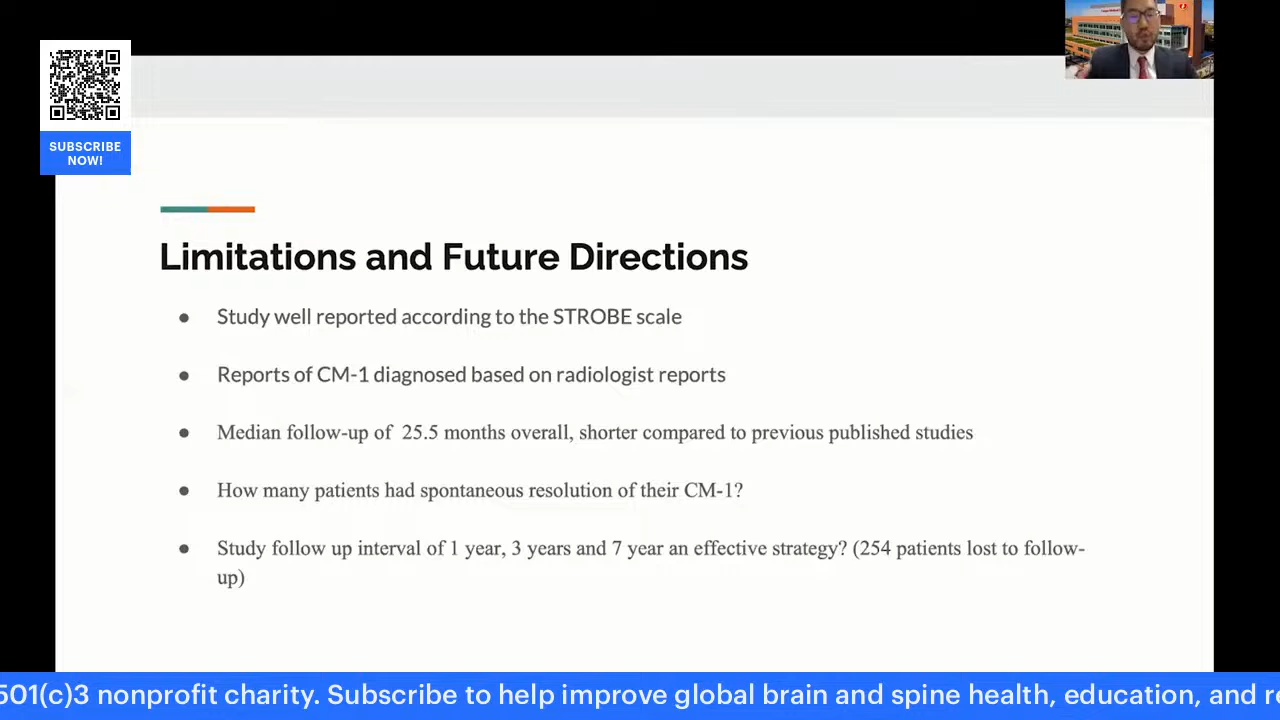 SUBSCRIBE
NOW!
Limitations and Future Directions
● Study well reported according to the STROBE scale
● Reports of CM-1 diagnosed based on radiologist reports
● Median follow-up of 25.5 months overall, shorter compared to previous published studies
● How many patients had spontaneous resolution of their CM-1?
● Study follow up interval of 1 year, 3 years and 7 year an effective strategy? (254 patients lost to follow-
up)
501(c)3 nonprofit charity. Subscribe to help improve global brain and spine health, education, and re